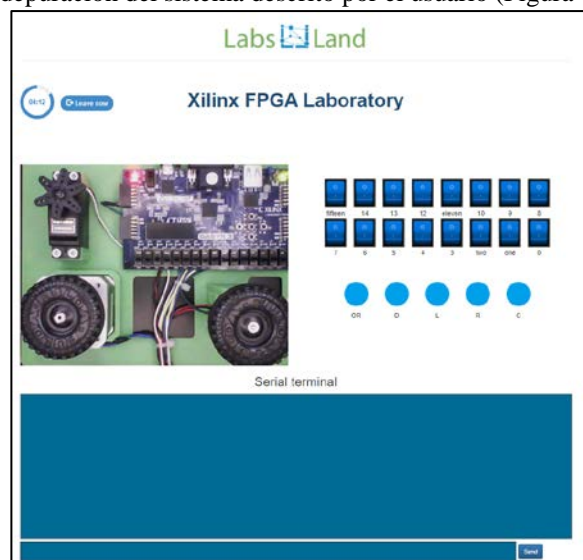 depuración del sistema descrito por el usuario (Figura
Labs Land
Leave now
Xilinx FPGA Laboratory
fifteen 14 13 12 eleven 10 9 8
7 6 5 4 3 two one 0
D L R C
Serial terminal
Send